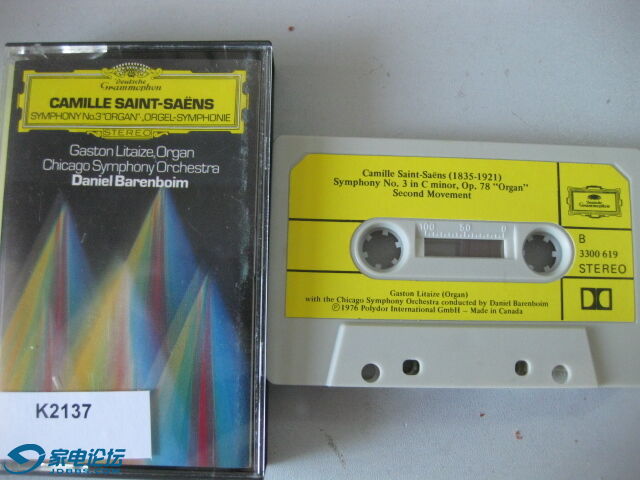 Deutsche
Grammophon
CAMILLE SAINT-SAËNS
SYMPHONY No.3 "ORGAN" · „ORGEL-SYMPHONIE
STEREO
Gaston Litaize, Organ
Chicago Symphony Orchestra
Daniel Barenboim
K2137
家电论坛
Camille Saint-Saëns (1835-1921)
Symphony No. 3 in C minor, Op. 78 "Organ"
Second Movement
Deutsche
Grammophon
100 50 0
B
3300 619
STEREO
Gaston Litaize (Organ)
with the Chicago Symphony Orchestra conducted by Daniel Barenboim
℗ 1976 Polydor International GmbH – Made in Canada